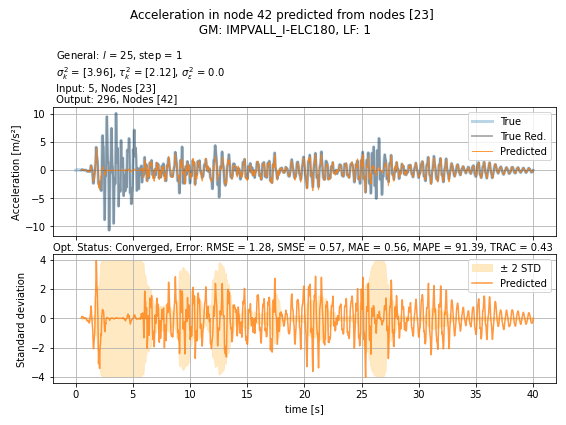 Acceleration in node 42 predicted from nodes [23]
GM: IMPVALL_I-ELC180, LF: 1
General: l = 25, step = 1
σ²ₖ = [3.96], τ²ₖ = [2.12], σ²ε = 0.0
Input: 5, Nodes [23]
Output: 296, Nodes [42]
Acceleration [m/s²]
10
5
0
−5
−10
True
True Red.
Predicted
Opt. Status: Converged, Error: RMSE = 1.28, SMSE = 0.57, MAE = 0.56, MAPE = 91.39, TRAC = 0.43
Standard deviation
4
2
0
−2
−4
± 2 STD
Predicted
0 5 10 15 20 25 30 35 40
time [s]